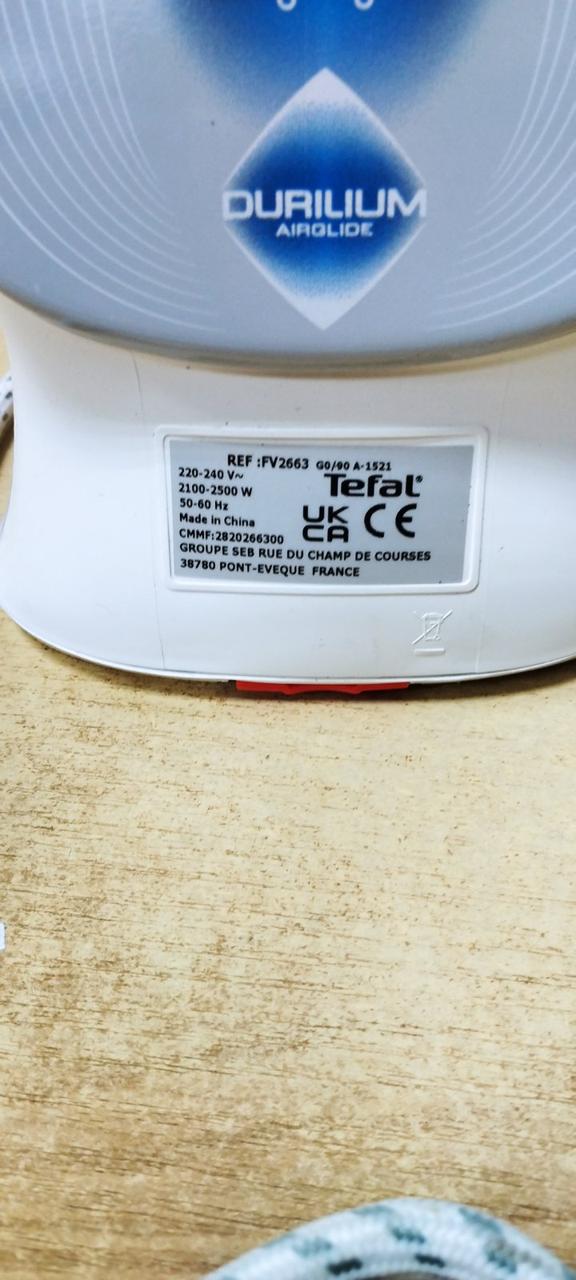 DURILIUM
AIRGLIDE
REF :FV2663 G0/90 A-1521
220-240 V~
Tefal®
2100-2500 W
50-60 Hz
UK
CA CE
Made in China
CMMF:2820266300
GROUPE SEB RUE DU CHAMP DE COURSES
38780 PONT-EVEQUE FRANCE